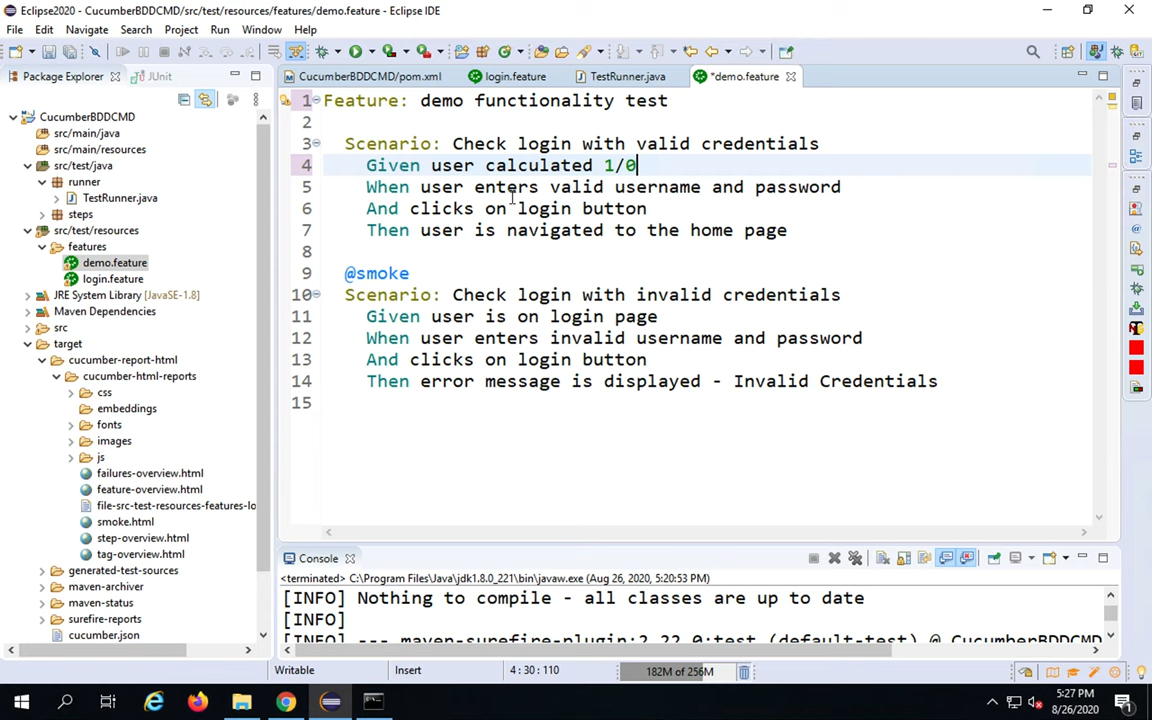 Eclipse2020 - CucumberBDDCMD/src/test/resources/features/demo.feature - Eclipse IDE
File Edit Navigate Search Project Run Window Help
Package Explorer JUnit
CucumberBDDCMD/pom.xml login.feature TestRunner.java *demo.feature
CucumberBDDCMD
src/main/java
src/main/resources
src/test/java
runner
TestRunner.java
steps
src/test/resources
features
demo.feature
login.feature
JRE System Library [JavaSE-1.8]
Maven Dependencies
src
target
cucumber-report-html
cucumber-html-reports
css
embeddings
fonts
images
js
failures-overview.html
feature-overview.html
file-src-test-resources-features-lo
smoke.html
step-overview.html
tag-overview.html
generated-test-sources
maven-archiver
maven-status
surefire-reports
cucumber.json
1 Feature: demo functionality test
2
3 Scenario: Check login with valid credentials
4 Given user calculated 1/0
5 When user enters valid username and password
6 And clicks on login button
7 Then user is navigated to the home page
8
9 @smoke
10 Scenario: Check login with invalid credentials
11 Given user is on login page
12 When user enters invalid username and password
13 And clicks on login button
14 Then error message is displayed - Invalid Credentials
15
Console
<terminated> C:\Program Files\Java\jdk1.8.0_221\bin\javaw.exe (Aug 26, 2020, 5:20:53 PM)
[INFO] Nothing to compile - all classes are up to date
[INFO]
[INFO] --- maven-surefire-plugin:2.22.0:test (default-test) @ CucumberBDDCMD
Writable Insert 4 : 30 : 110 182M of 256M
5:27 PM
8/26/2020
1